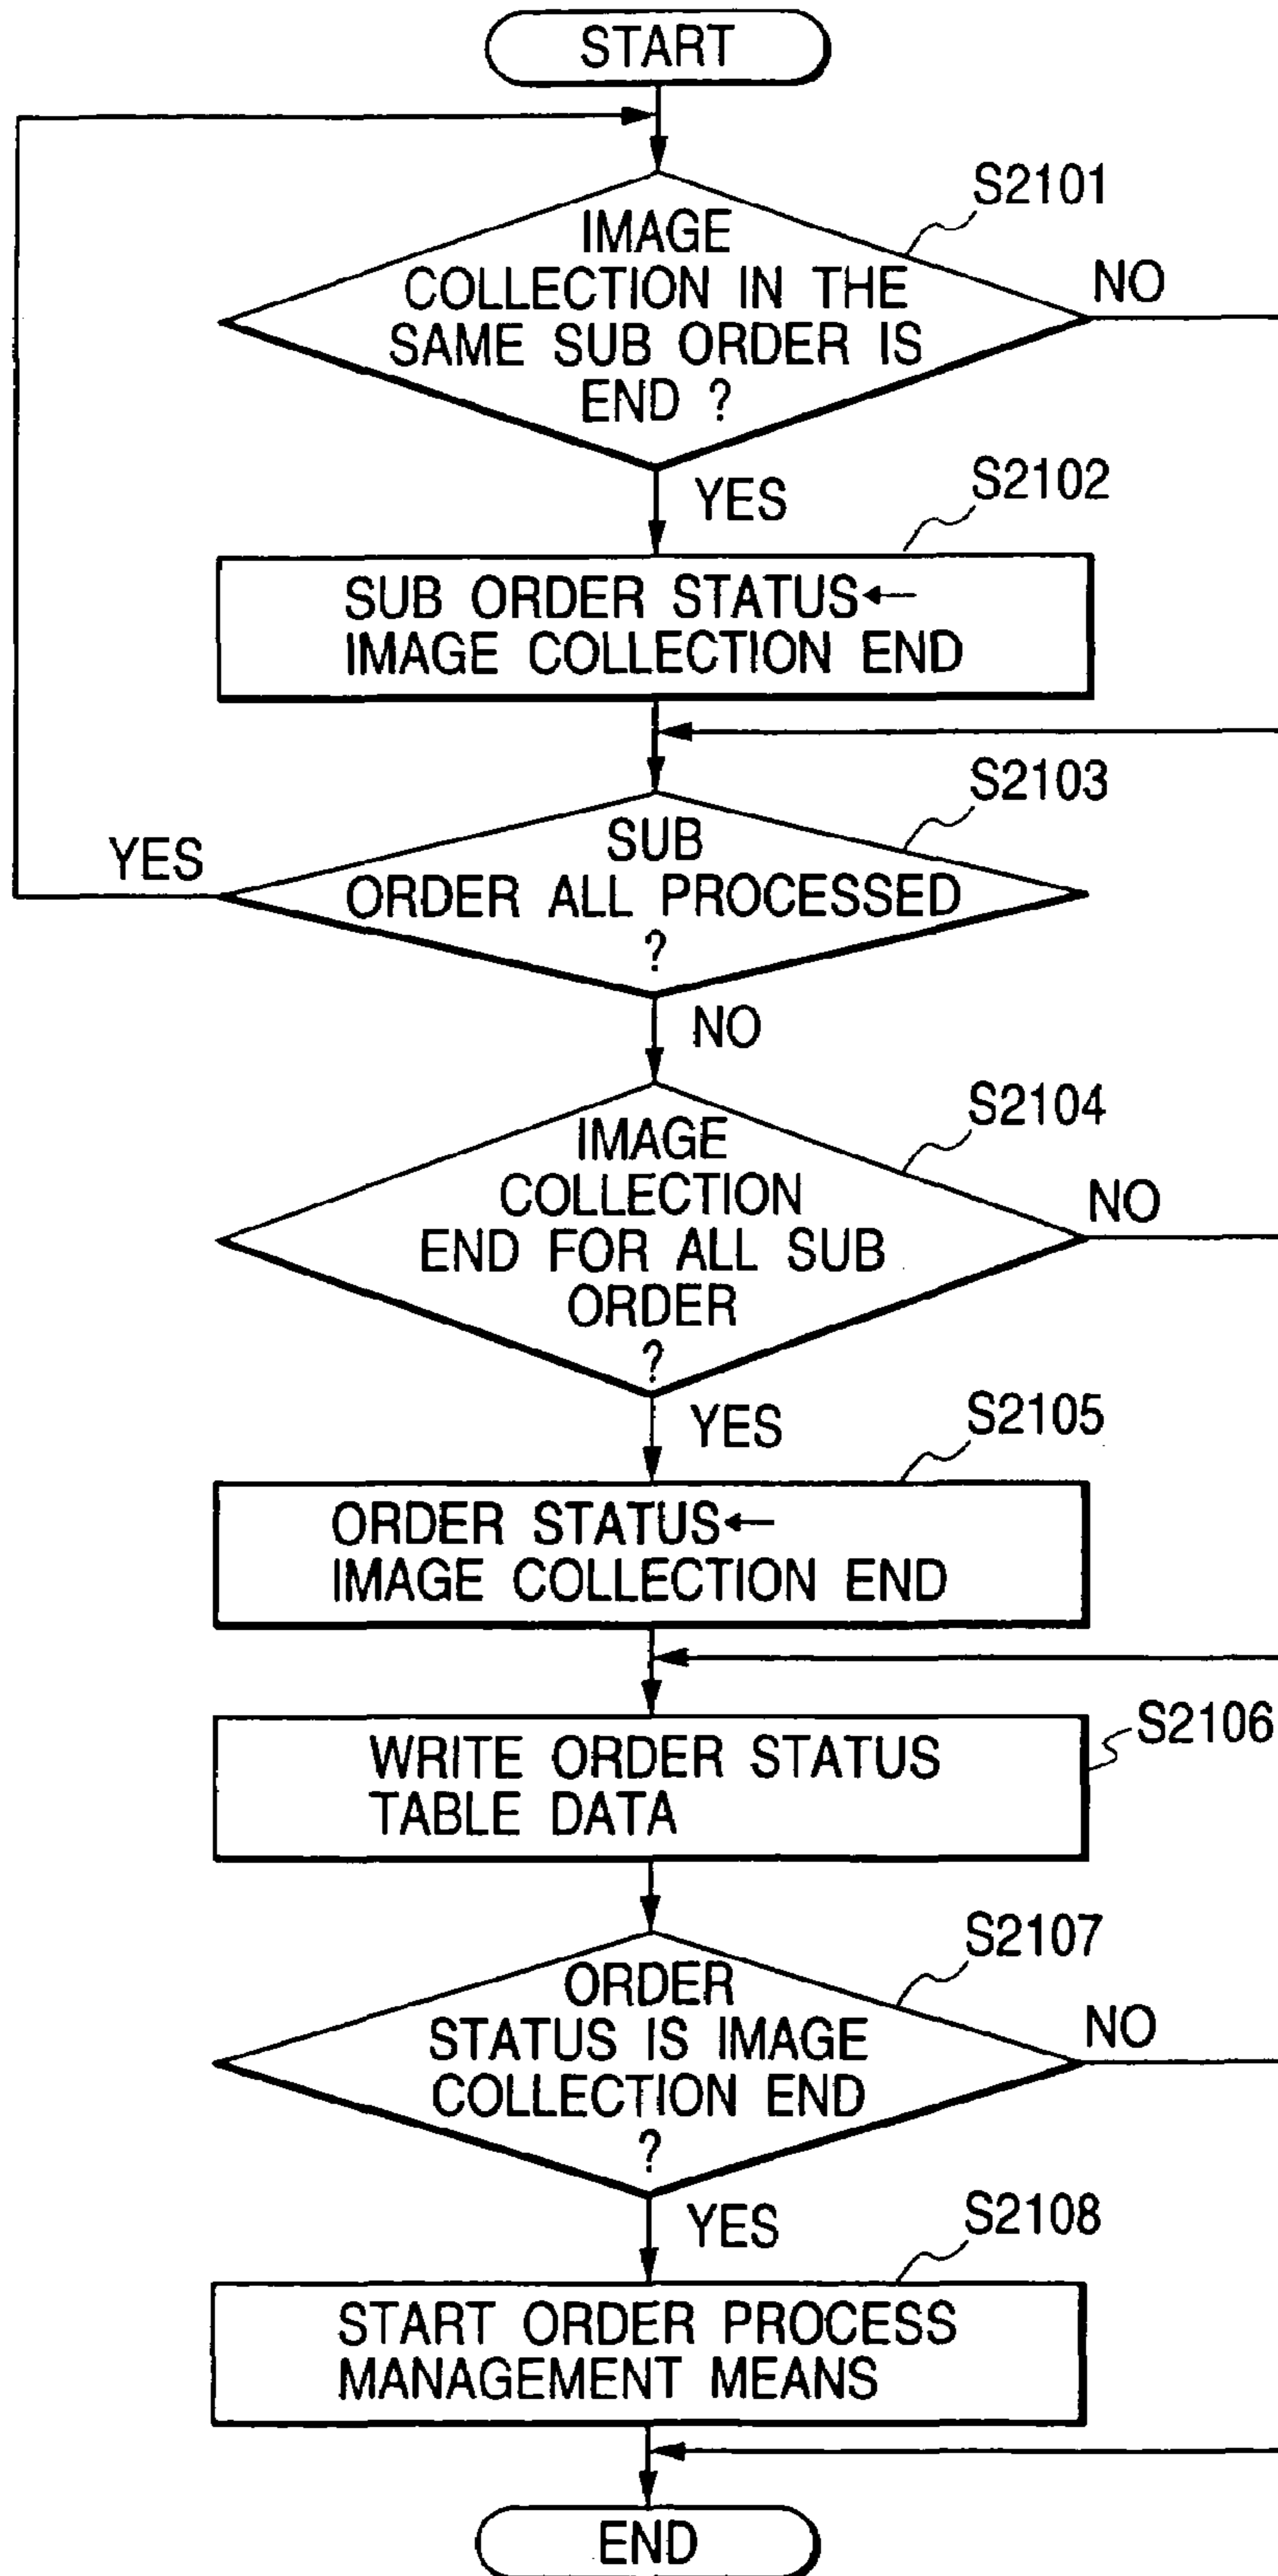 START
S2101
IMAGE
COLLECTION IN THE
SAME SUB ORDER IS
END ?
NO
YES
S2102
SUB ORDER STATUS←
IMAGE COLLECTION END
S2103
SUB
ORDER ALL PROCESSED
?
YES
NO
S2104
IMAGE
COLLECTION
END FOR ALL SUB
ORDER
?
NO
YES
S2105
ORDER STATUS←
IMAGE COLLECTION END
S2106
WRITE ORDER STATUS
TABLE DATA
S2107
ORDER
STATUS IS IMAGE
COLLECTION END
?
NO
YES
S2108
START ORDER PROCESS
MANAGEMENT MEANS
END